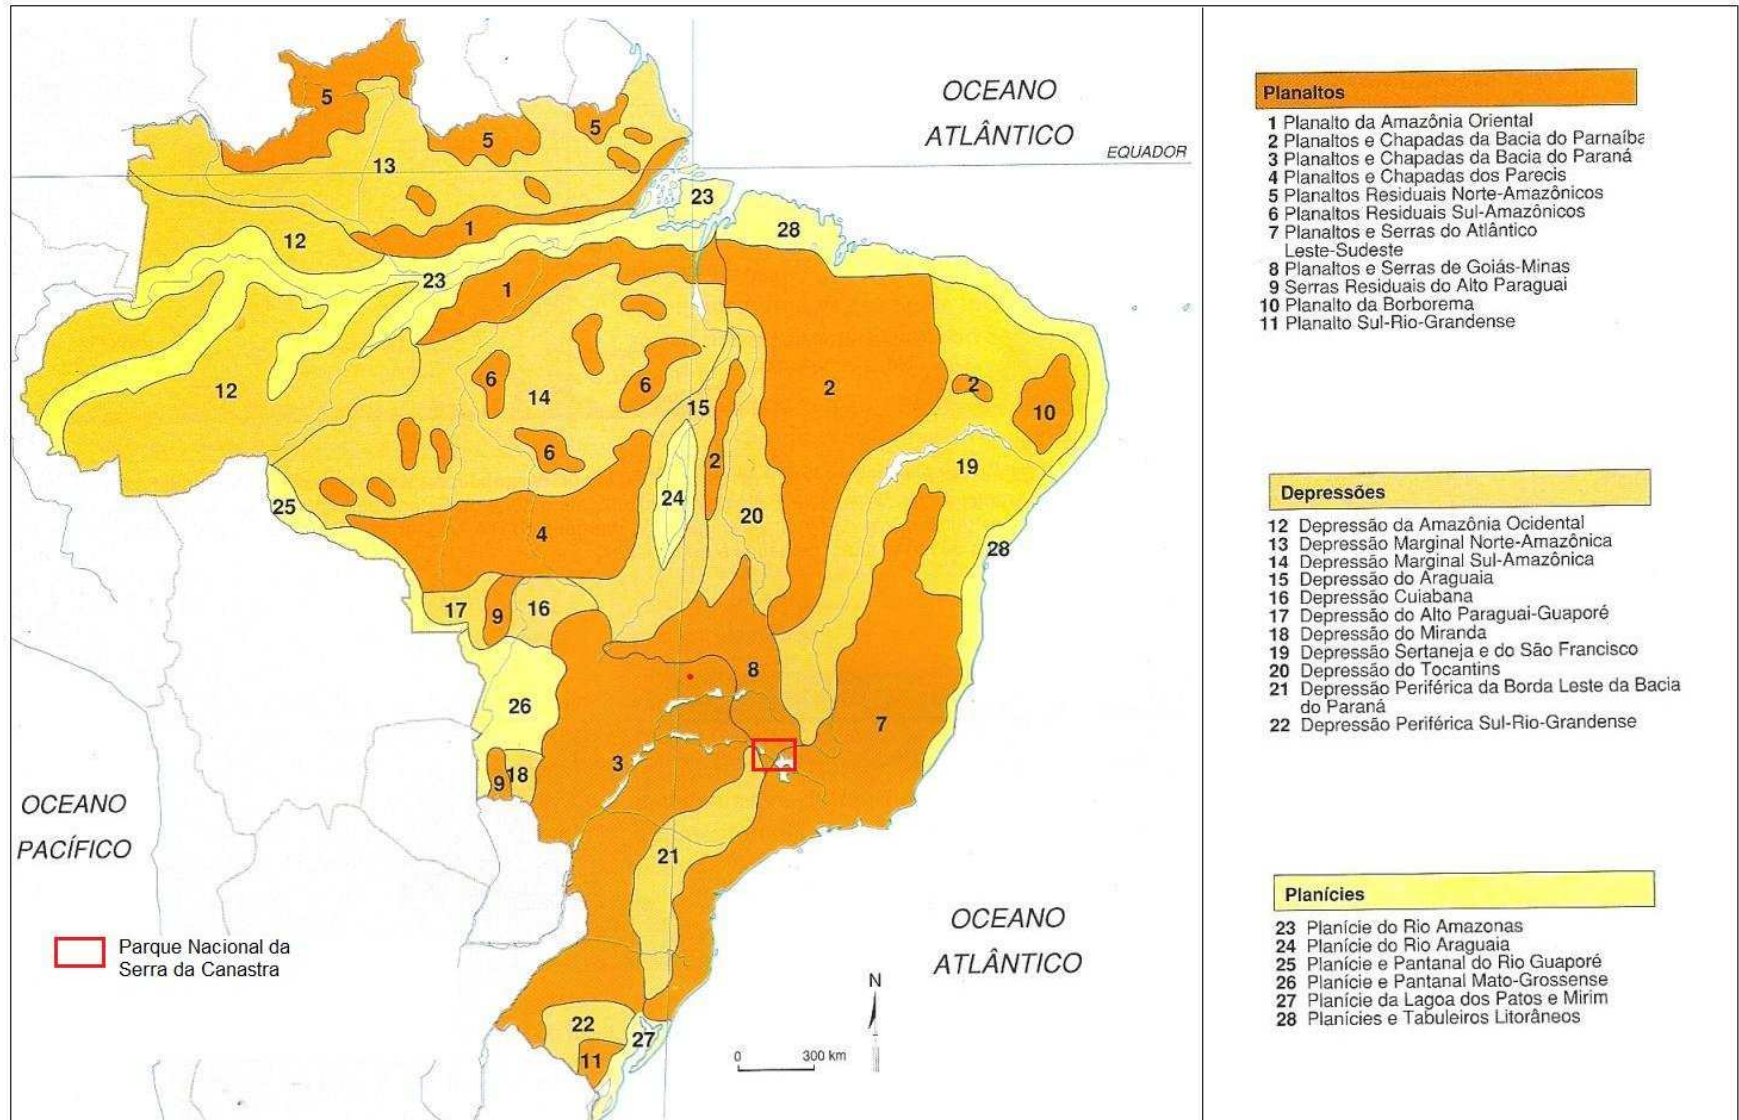 OCEANO
ATLÂNTICO
EQUADOR
5
5
5
13
23
1
12
28
23
1
12
6
14
6
15
2
2
10
6
2
19
25
24
20
4
28
17
9
16
8
26
7
3
9
18
21
OCEANO
PACÍFICO
OCEANO
ATLÂNTICO
22
27
11
N
0 300 km
Parque Nacional da
Serra da Canastra
Planaltos
1 Planalto da Amazônia Oriental
2 Planaltos e Chapadas da Bacia do Parnaíba
3 Planaltos e Chapadas da Bacia do Paraná
4 Planaltos e Chapadas dos Parecis
5 Planaltos Residuais Norte-Amazônicos
6 Planaltos Residuais Sul-Amazônicos
7 Planaltos e Serras do Atlântico
Leste-Sudeste
8 Planaltos e Serras de Goiás-Minas
9 Serras Residuais do Alto Paraguai
10 Planalto da Borborema
11 Planalto Sul-Rio-Grandense
Depressões
12 Depressão da Amazônia Ocidental
13 Depressão Marginal Norte-Amazônica
14 Depressão Marginal Sul-Amazônica
15 Depressão do Araguaia
16 Depressão Cuiabana
17 Depressão do Alto Paraguai-Guaporé
18 Depressão do Miranda
19 Depressão Sertaneja e do São Francisco
20 Depressão do Tocantins
21 Depressão Periférica da Borda Leste da Bacia
do Paraná
22 Depressão Periférica Sul-Rio-Grandense
Planícies
23 Planície do Rio Amazonas
24 Planície do Rio Araguaia
25 Planície e Pantanal do Rio Guaporé
26 Planície e Pantanal Mato-Grossense
27 Planície da Lagoa dos Patos e Mirim
28 Planícies e Tabuleiros Litorâneos